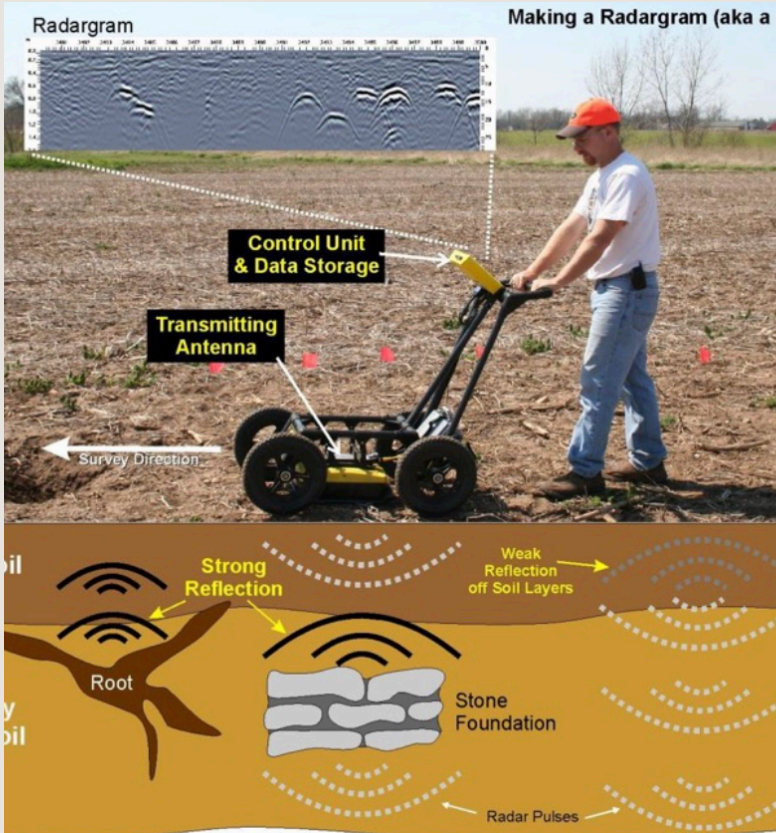 Making a Radargram (aka a
Radargram
Control Unit
& Data Storage
Transmitting
Antenna
Survey Direction
oil
Strong
Reflection
Weak
Reflection
off Soil Layers
Root
Stone
Foundation
y
oil
Radar Pulses